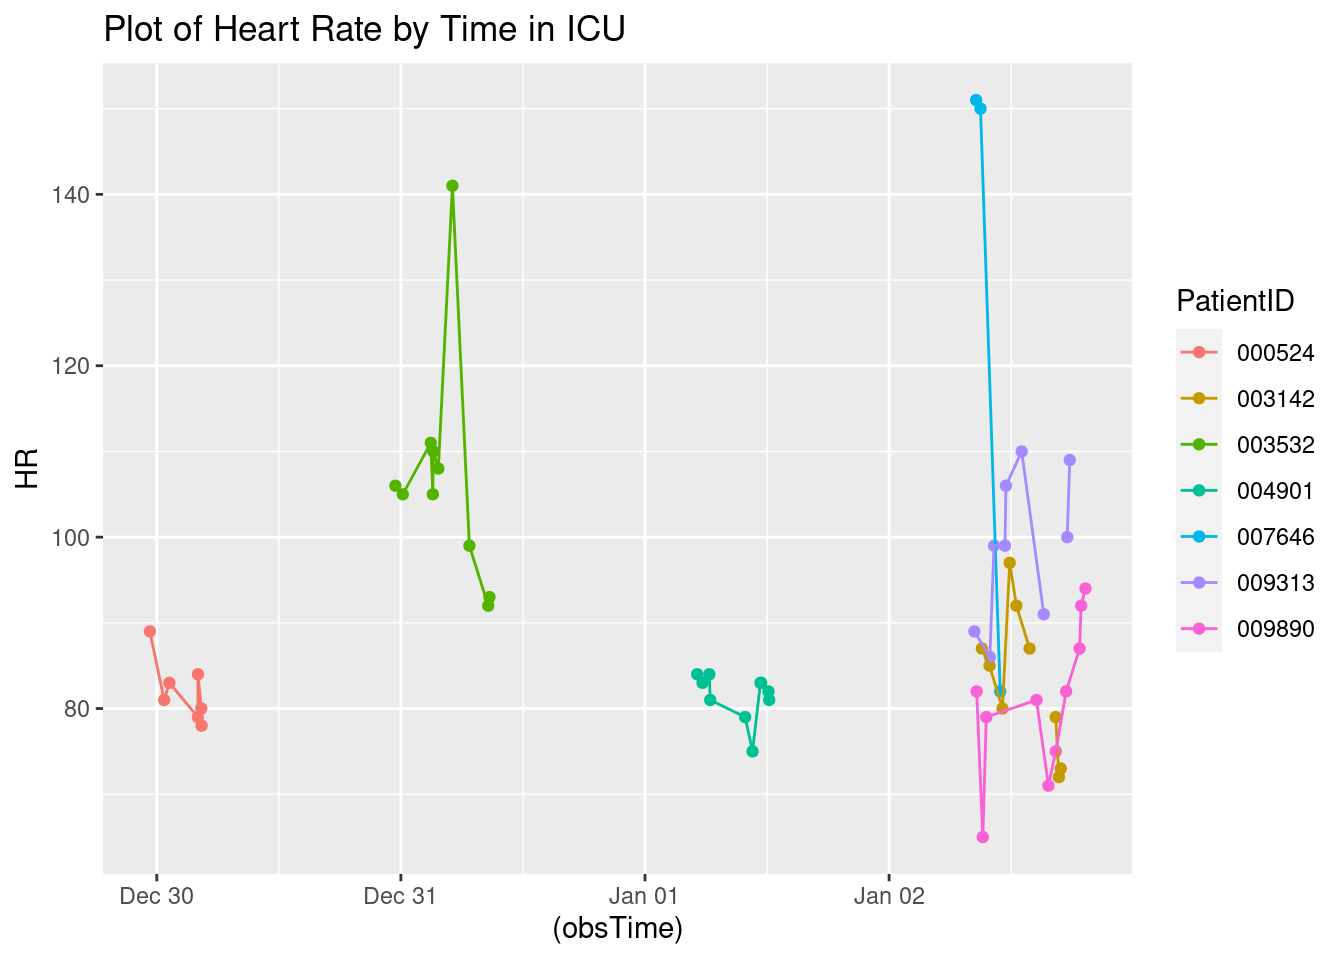 Plot of Heart Rate by Time in ICU
HR
140
120
100
80
Dec 30
Dec 31
Jan 01
Jan 02
(obsTime)
PatientID
000524
003142
003532
004901
007646
009313
009890